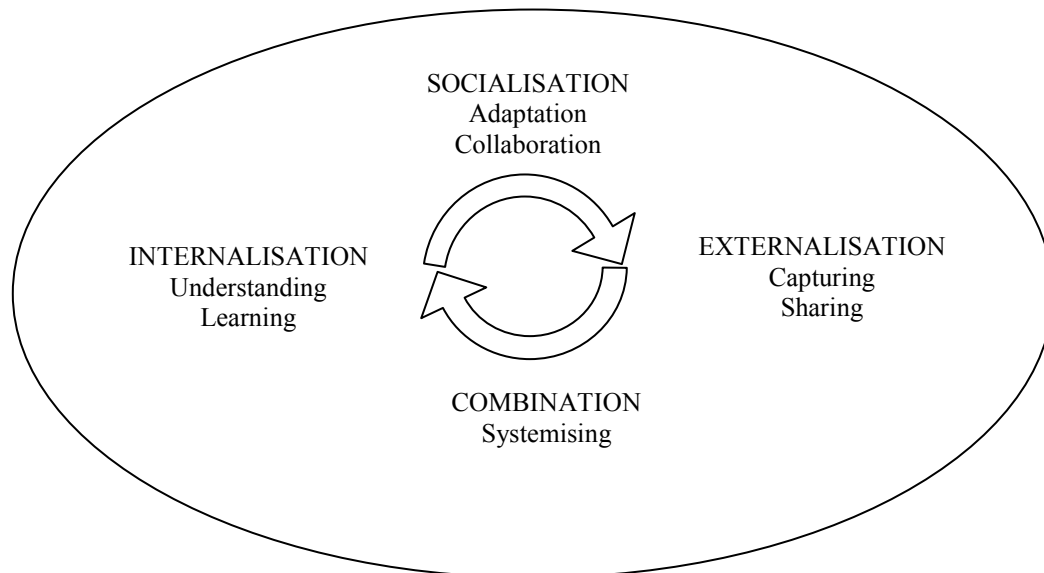 SOCIALISATION
Adaptation
Collaboration
INTERNALISATION
Understanding
Learning
EXTERNALISATION
Capturing
Sharing
COMBINATION
Systemising